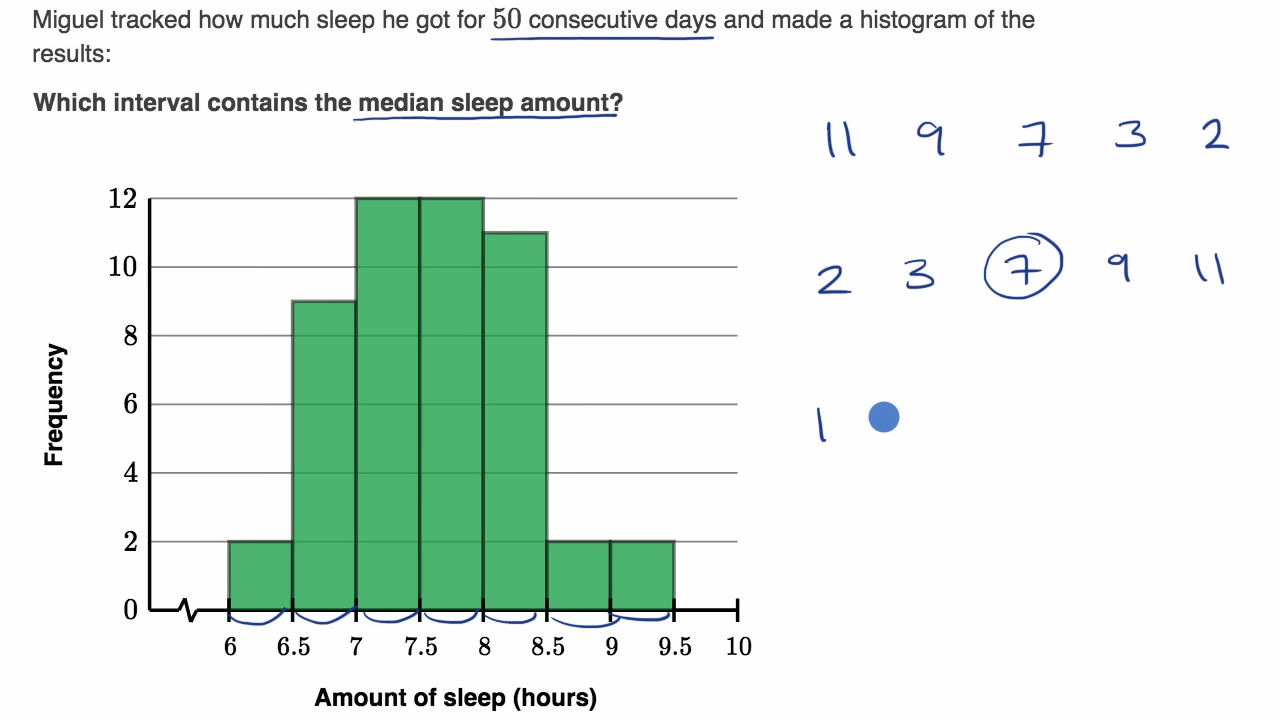 Miguel tracked how much sleep he got for 50 consecutive days and made a histogram of the
results:
Which interval contains the median sleep amount?
11 9 7 3 2
2 3 7 9 11
1
12
10
8
6
4
2
0
Frequency
6 6.5 7 7.5 8 8.5 9 9.5 10
Amount of sleep (hours)